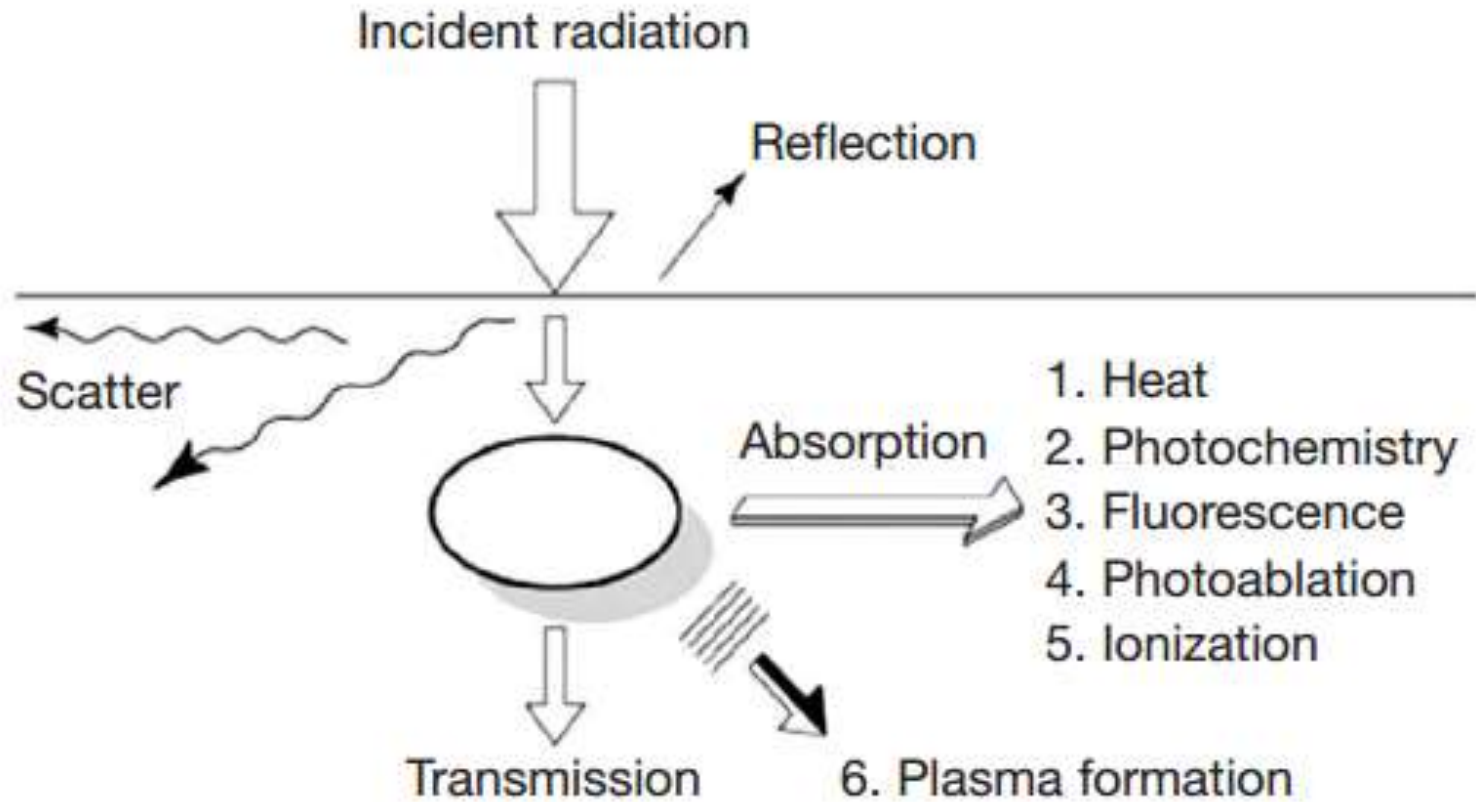 Incident radiation
Reflection
Scatter
Absorption
1. Heat
2. Photochemistry
3. Fluorescence
4. Photoablation
5. Ionization
Transmission
6. Plasma formation